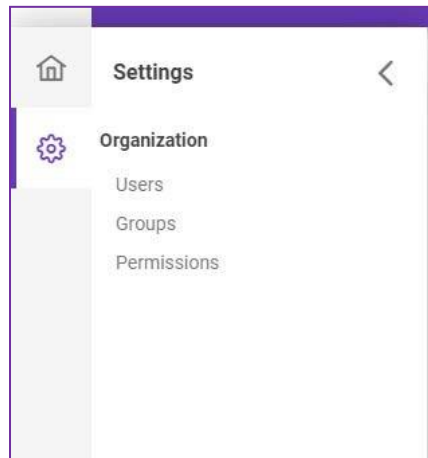 Settings
Organization
Users
Groups
Permissions